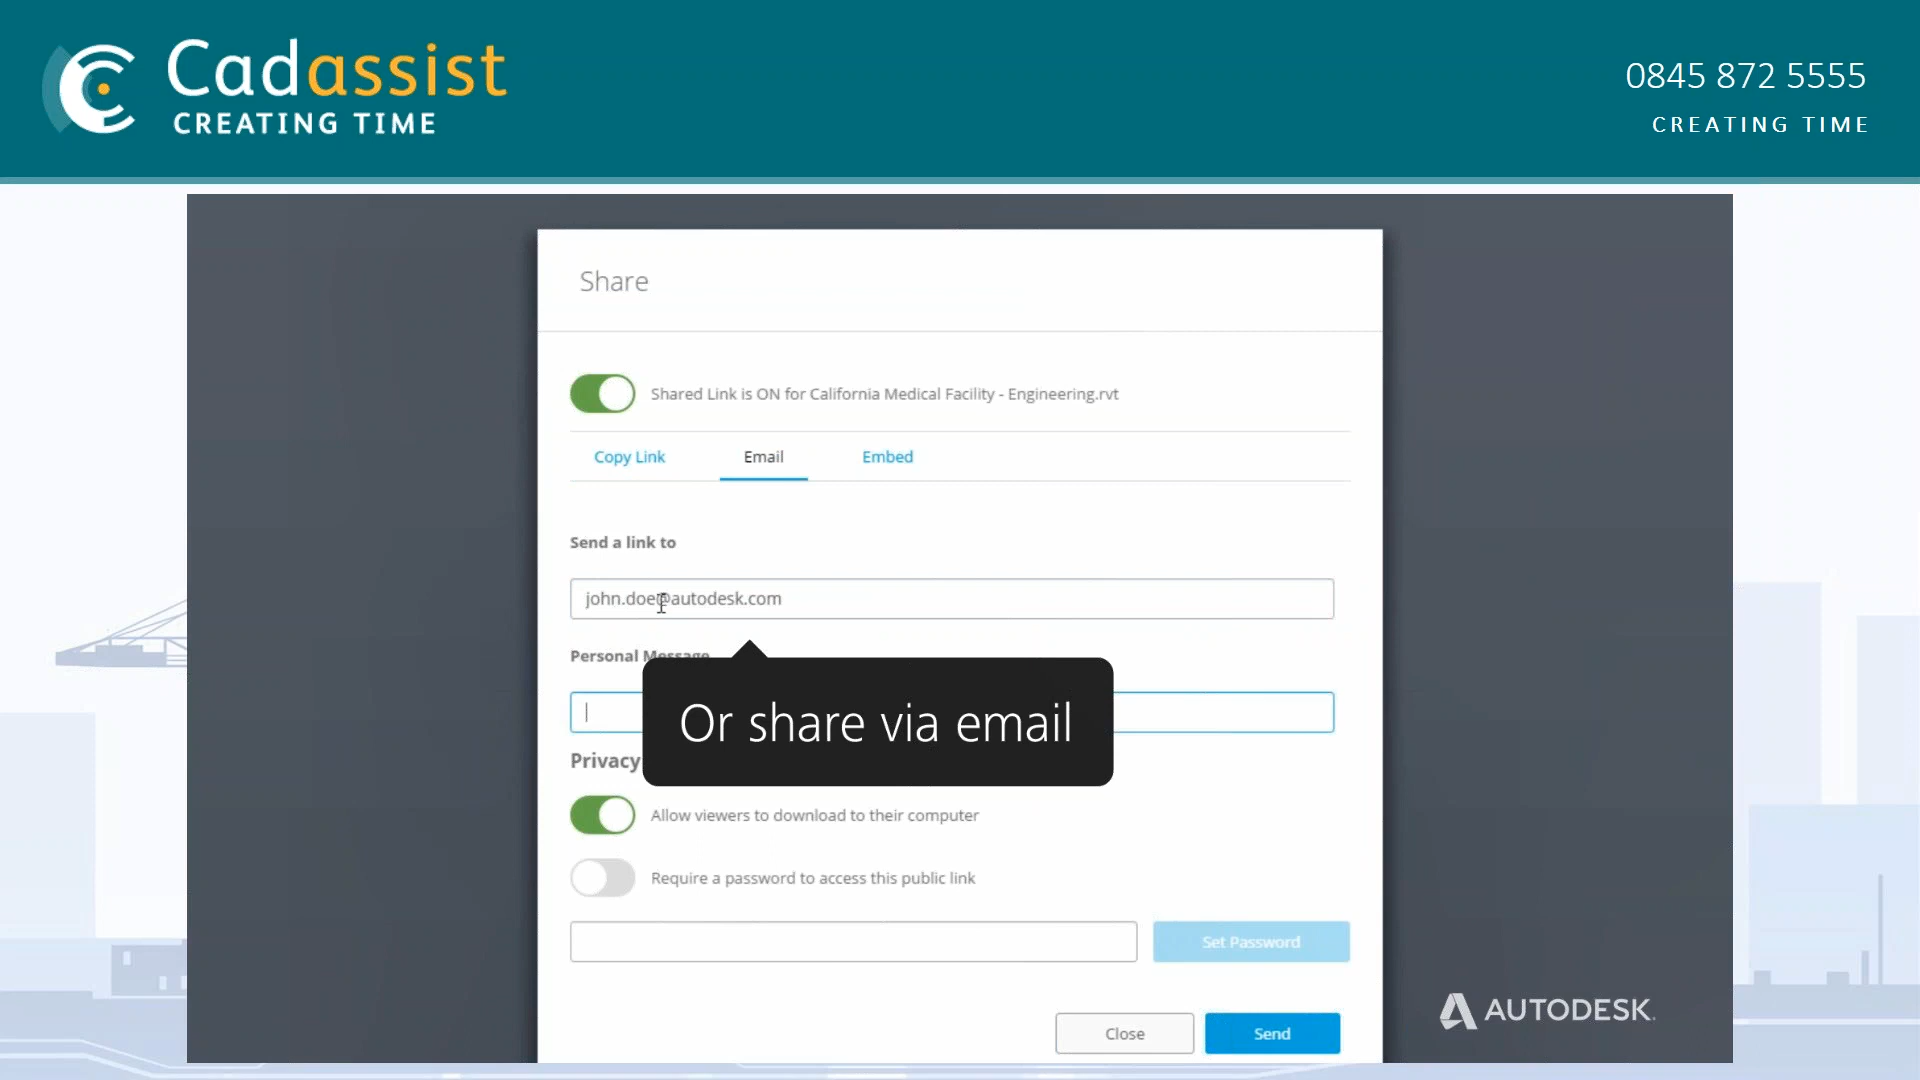 Cadassist
CREATING TIME
0845 872 5555
CREATING TIME
Share
Shared Link is ON for California Medical Facility - Engineering.rvt
Copy Link
Email
Embed
Send a link to
john.doe@autodesk.com
Personal Message
Or share via email
Privacy
Allow viewers to download to their computer
Require a password to access this public link
Set Password
Close
Send
AUTODESK.